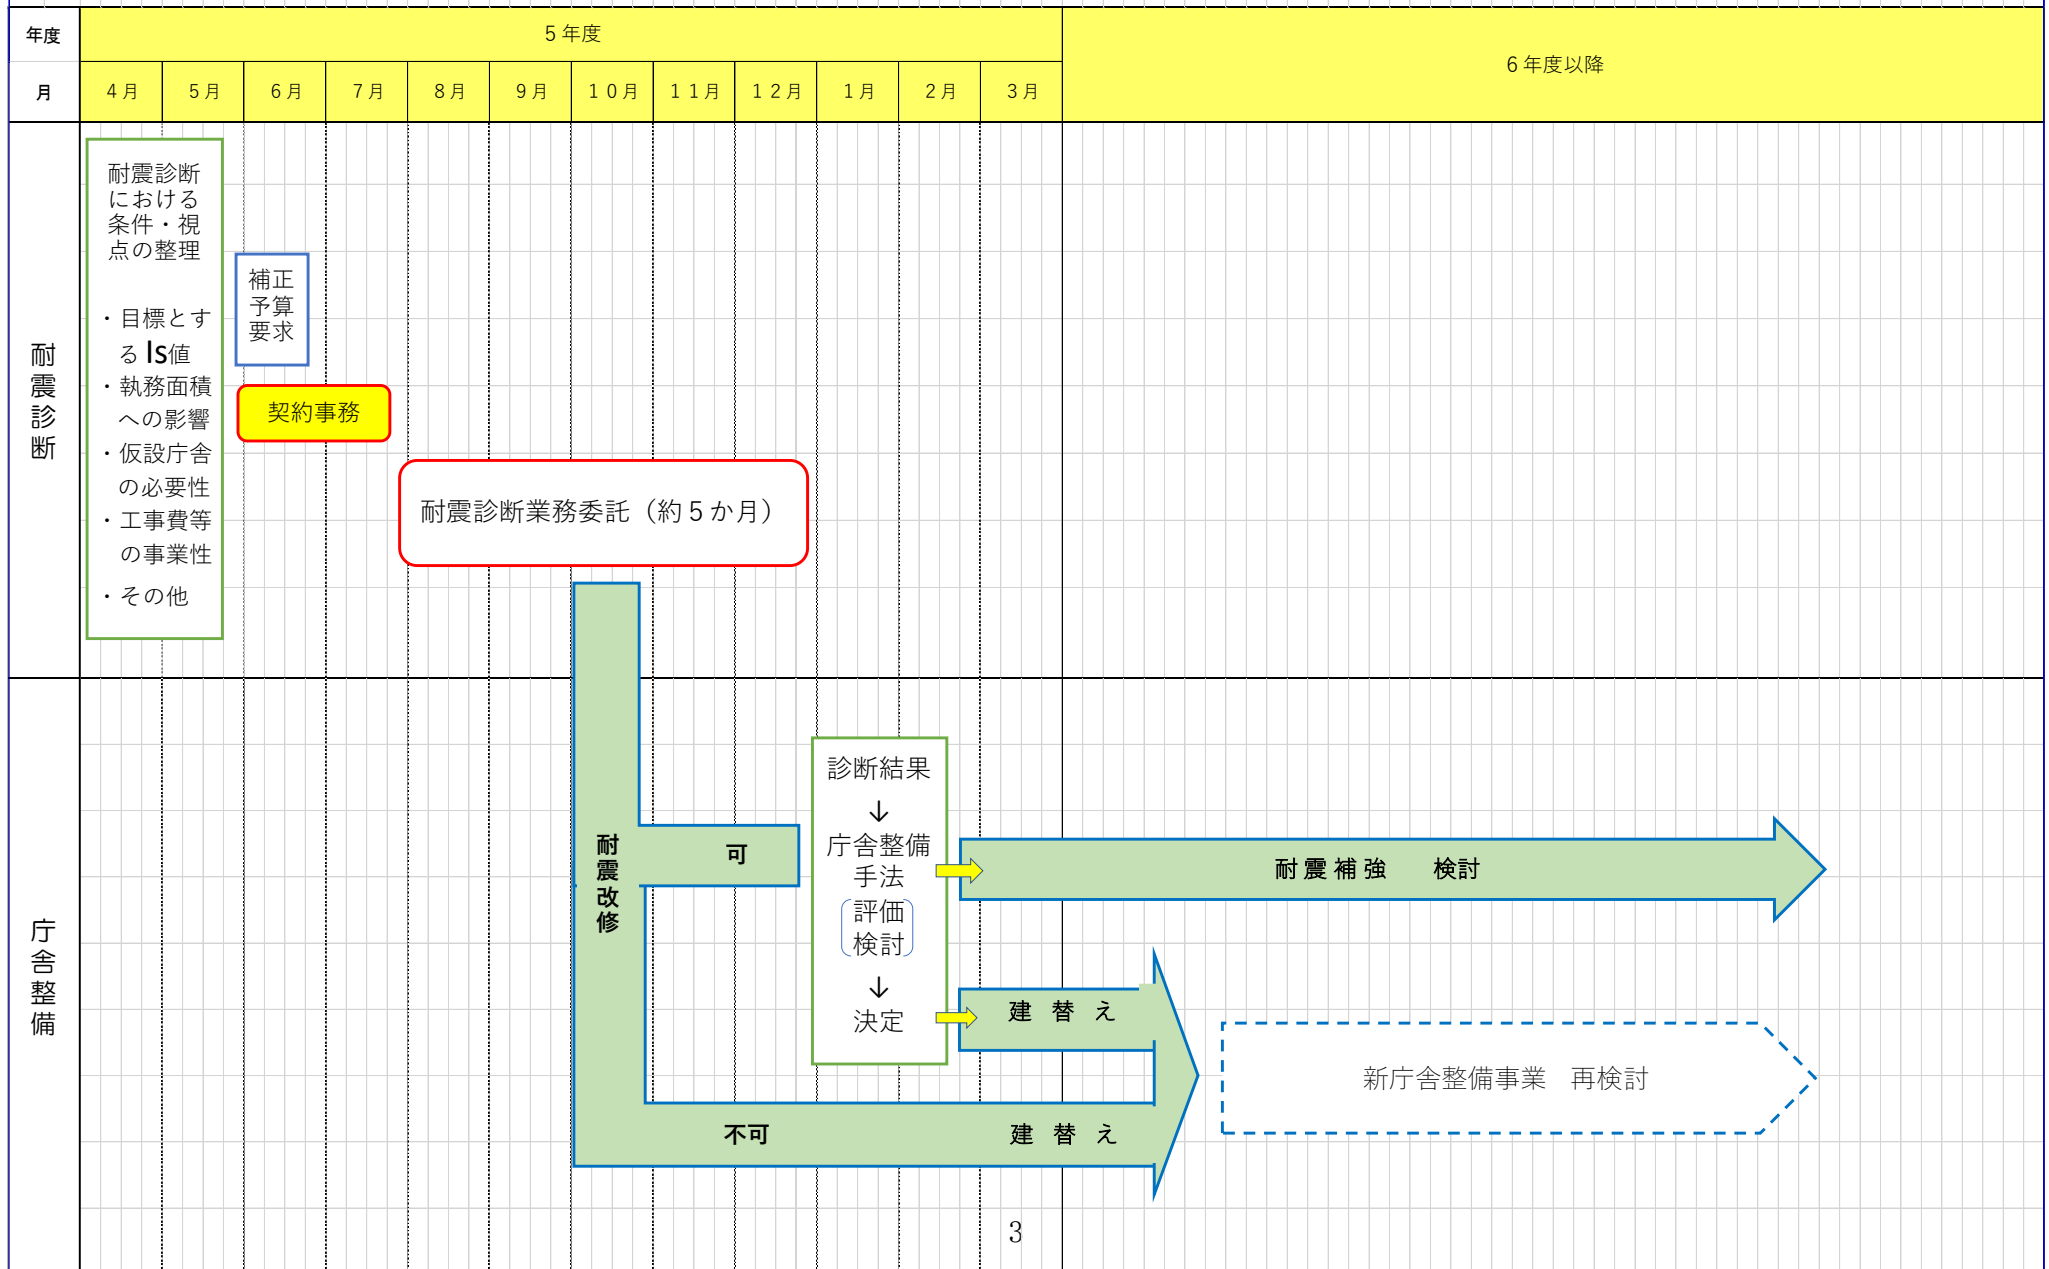 年度
５年度
６年度以降
月
４月
５月
６月
７月
８月
９月
１０月
１１月
１２月
１月
２月
３月
耐震診断
耐震診断
における
条件・視
点の整理
・目標とす
るIs値
・執務面積
への影響
・仮設庁舎
の必要性
・工事費等
の事業性
・その他
補正
予算
要求
契約事務
耐震診断業務委託（約５か月）
庁舎整備
耐震改修
可
診断結果
↓
庁舎整備
手法
評価
検討
↓
決定
耐震補強　検討
建替え
不可
建替え
新庁舎整備事業　再検討
3